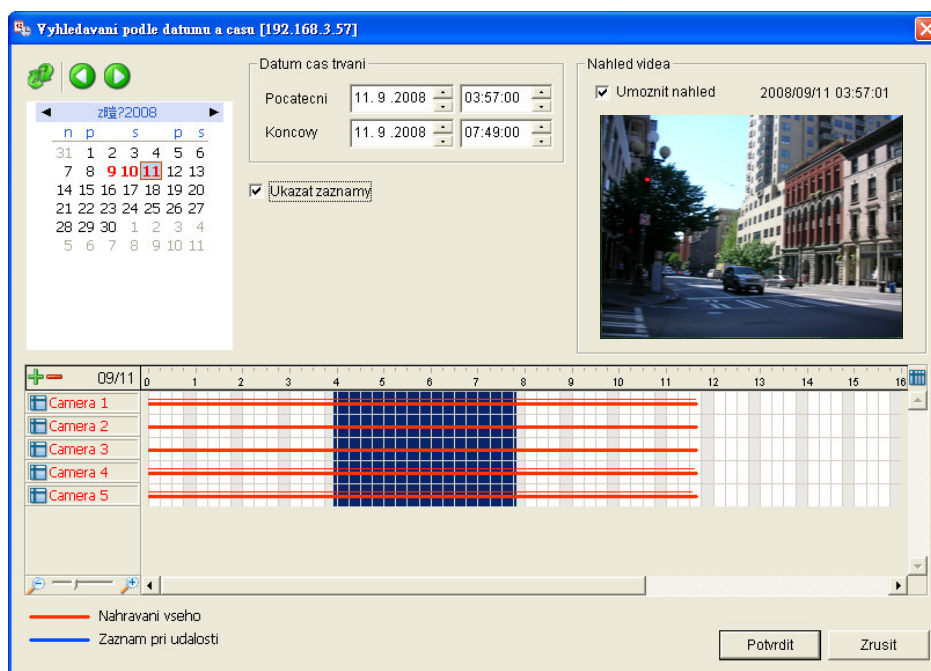 Vyhledavani podle datumu a casu [192.168.3.57]
Datum cas trvani
Pocatecni 11. 9 .2008 03:57:00
Koncovy 11. 9 .2008 07:49:00
Ukazat zaznamy
Nahled videa
Umoznit nahled 2008/09/11 03:57:01
2008
n p s p s
31 1 2 3 4 5 6
7 8 9 10 11 12 13
14 15 16 17 18 19 20
21 22 23 24 25 26 27
28 29 30 1 2 3 4
5 6 7 8 9 10 11
09/11 0 1 2 3 4 5 6 7 8 9 10 11 12 13 14 15 16
Camera 1
Camera 2
Camera 3
Camera 4
Camera 5
Nahravani vseho
Zaznam pri udalosti
Potvrdit Zrusit